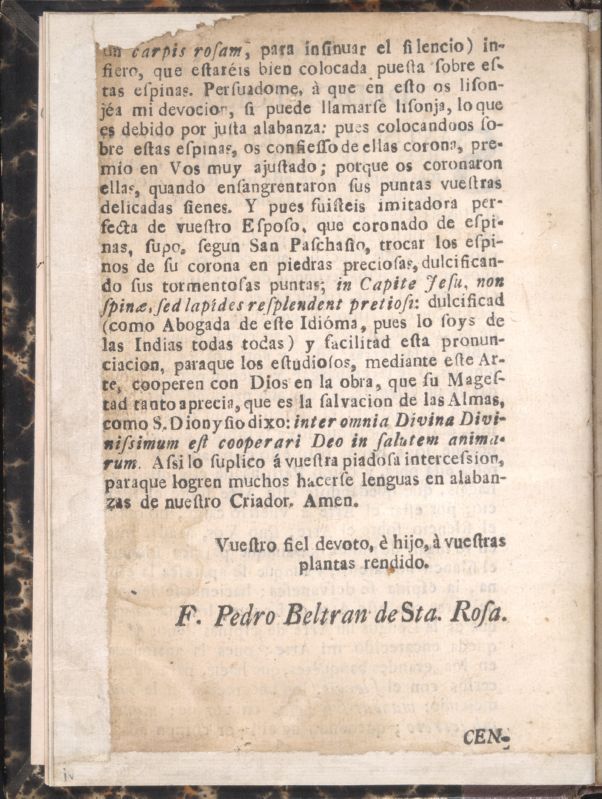 un carpis roſam, para inſinuar el ſilencio) in-
fiero, que eſtaréis bien colocada pueſta ſobre eſ-
tas eſpinas. Perſuadome, à que en eſto os liſon-
jéa mi devocion, ſi puede llamarſe liſonja, lo que
es debido por juſta alabanza: pues colocandoos ſo-
bre eſtas eſpinas, os confieſſo de ellas corona, pre-
mio en Vos muy ajuſtado; porque os coronaron
ellas, quando enſangrentaron ſus puntas vueſtras
delicadas ſienes. Y pues fuiſteis imitadora per-
fecta de vueſtro Eſpoſo, que coronado de eſpi-
nas, ſupo, ſegun San Paſchaſio, trocar los eſpi-
nos de ſu corona en piedras precioſas, dulcifican-
do ſus tormentoſas puntas; in Capite Jeſu, non
ſpinæ, ſed lapides reſplendent pretioſi: dulcificad
(como Abogada de eſte Idióma, pues lo ſoys de
las Indias todas todas) y facilitad eſta pronun-
ciacion, paraque los eſtudioſos, mediante eſte Ar-
te, cooperen con Dios en la obra, que ſu Mageſ-
tad tanto aprecia, que es la ſalvacion de las Almas,
como S. Dionyſio dixo: inter omnia Divina Divi-
niſsimum eſt cooperari Deo in ſalutem anima-
rum. Aſsi lo ſuplico á vueſtra piadoſa interceſsion,
paraque logren muchos hacerſe lenguas en alaban-
zas de nueſtro Criador. Amen.
Vueſtro fiel devoto, è hijo, à vueſtras
plantas rendido.
F. Pedro Beltran de Sta. Roſa.
CEN-
iv